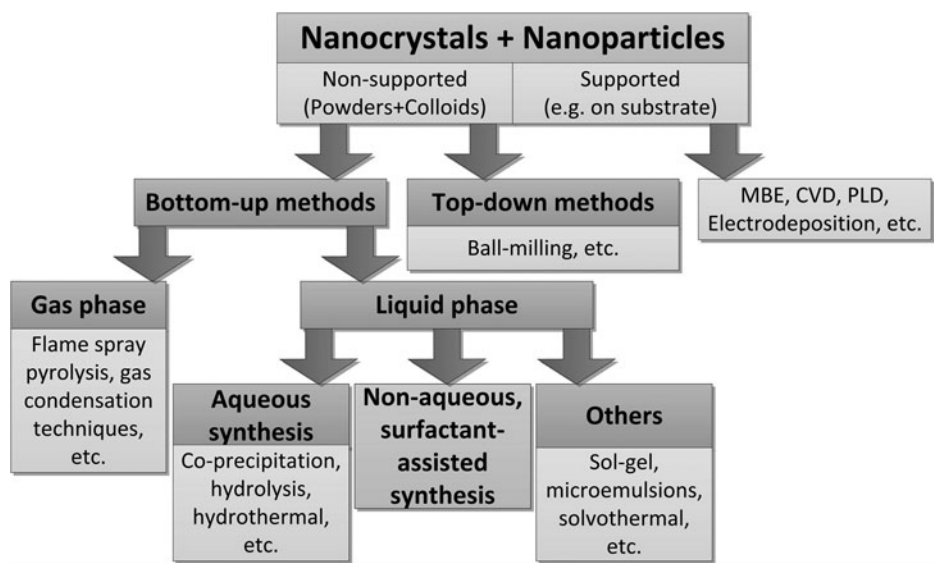 Nanocrystals + Nanoparticles
Non-supported
(Powders+Colloids)
Supported
(e.g. on substrate)
Bottom-up methods
Top-down methods
Ball-milling, etc.
MBE, CVD, PLD,
Electrodeposition, etc.
Gas phase
Flame spray
pyrolysis, gas
condensation
techniques,
etc.
Liquid phase
Aqueous
synthesis
Co-precipitation,
hydrolysis,
hydrothermal,
etc.
Non-aqueous,
surfactant-
assisted
synthesis
Others
Sol-gel,
microemulsions,
solvothermal,
etc.